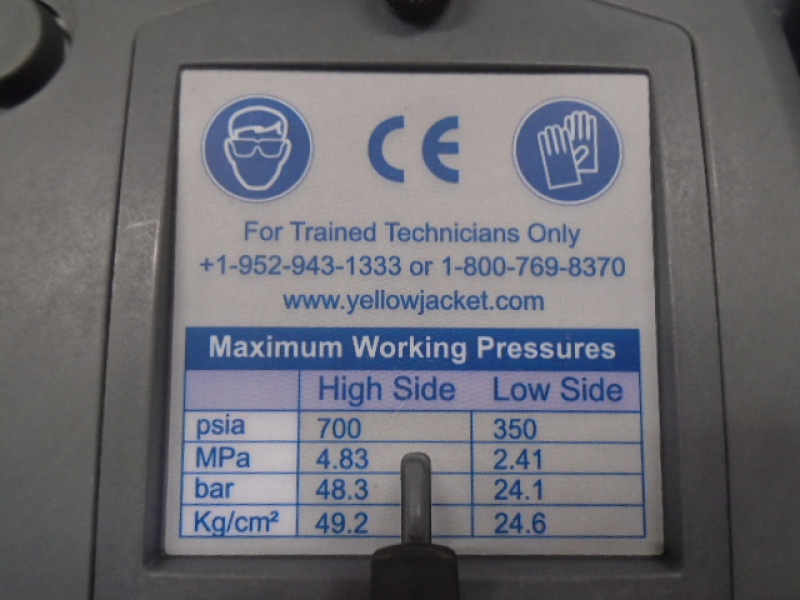 CE
For Trained Technicians Only
+1-952-943-1333 or 1-800-769-8370
www.yellowjacket.com
Maximum Working Pressures
High Side Low Side
psia 700 350
MPa 4.83 2.41
bar 48.3 24.1
Kg/cm² 49.2 24.6